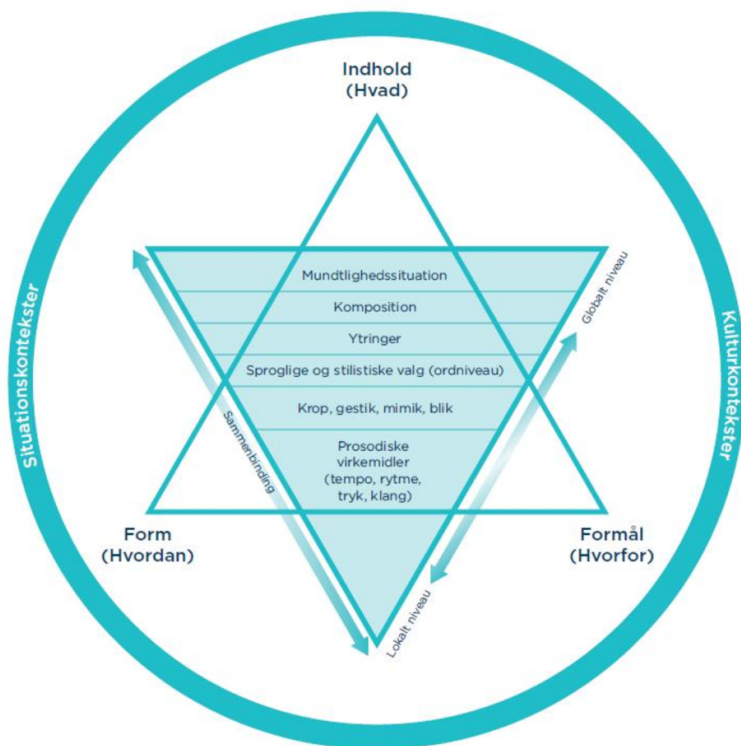 Indhold
(Hvad)
Situationskontekster
Kulturkontekster
Globalt niveau
Mundtlighedssituation
Komposition
Ytringer
Sproglige og stilistiske valg (ordniveau)
Krop, gestik, mimik, blik
Prosodiske
virkemidler
(tempo, rytme,
tryk, klang)
Sammenbinding
Form
(Hvordan)
Formål
(Hvorfor)
Lokalt niveau